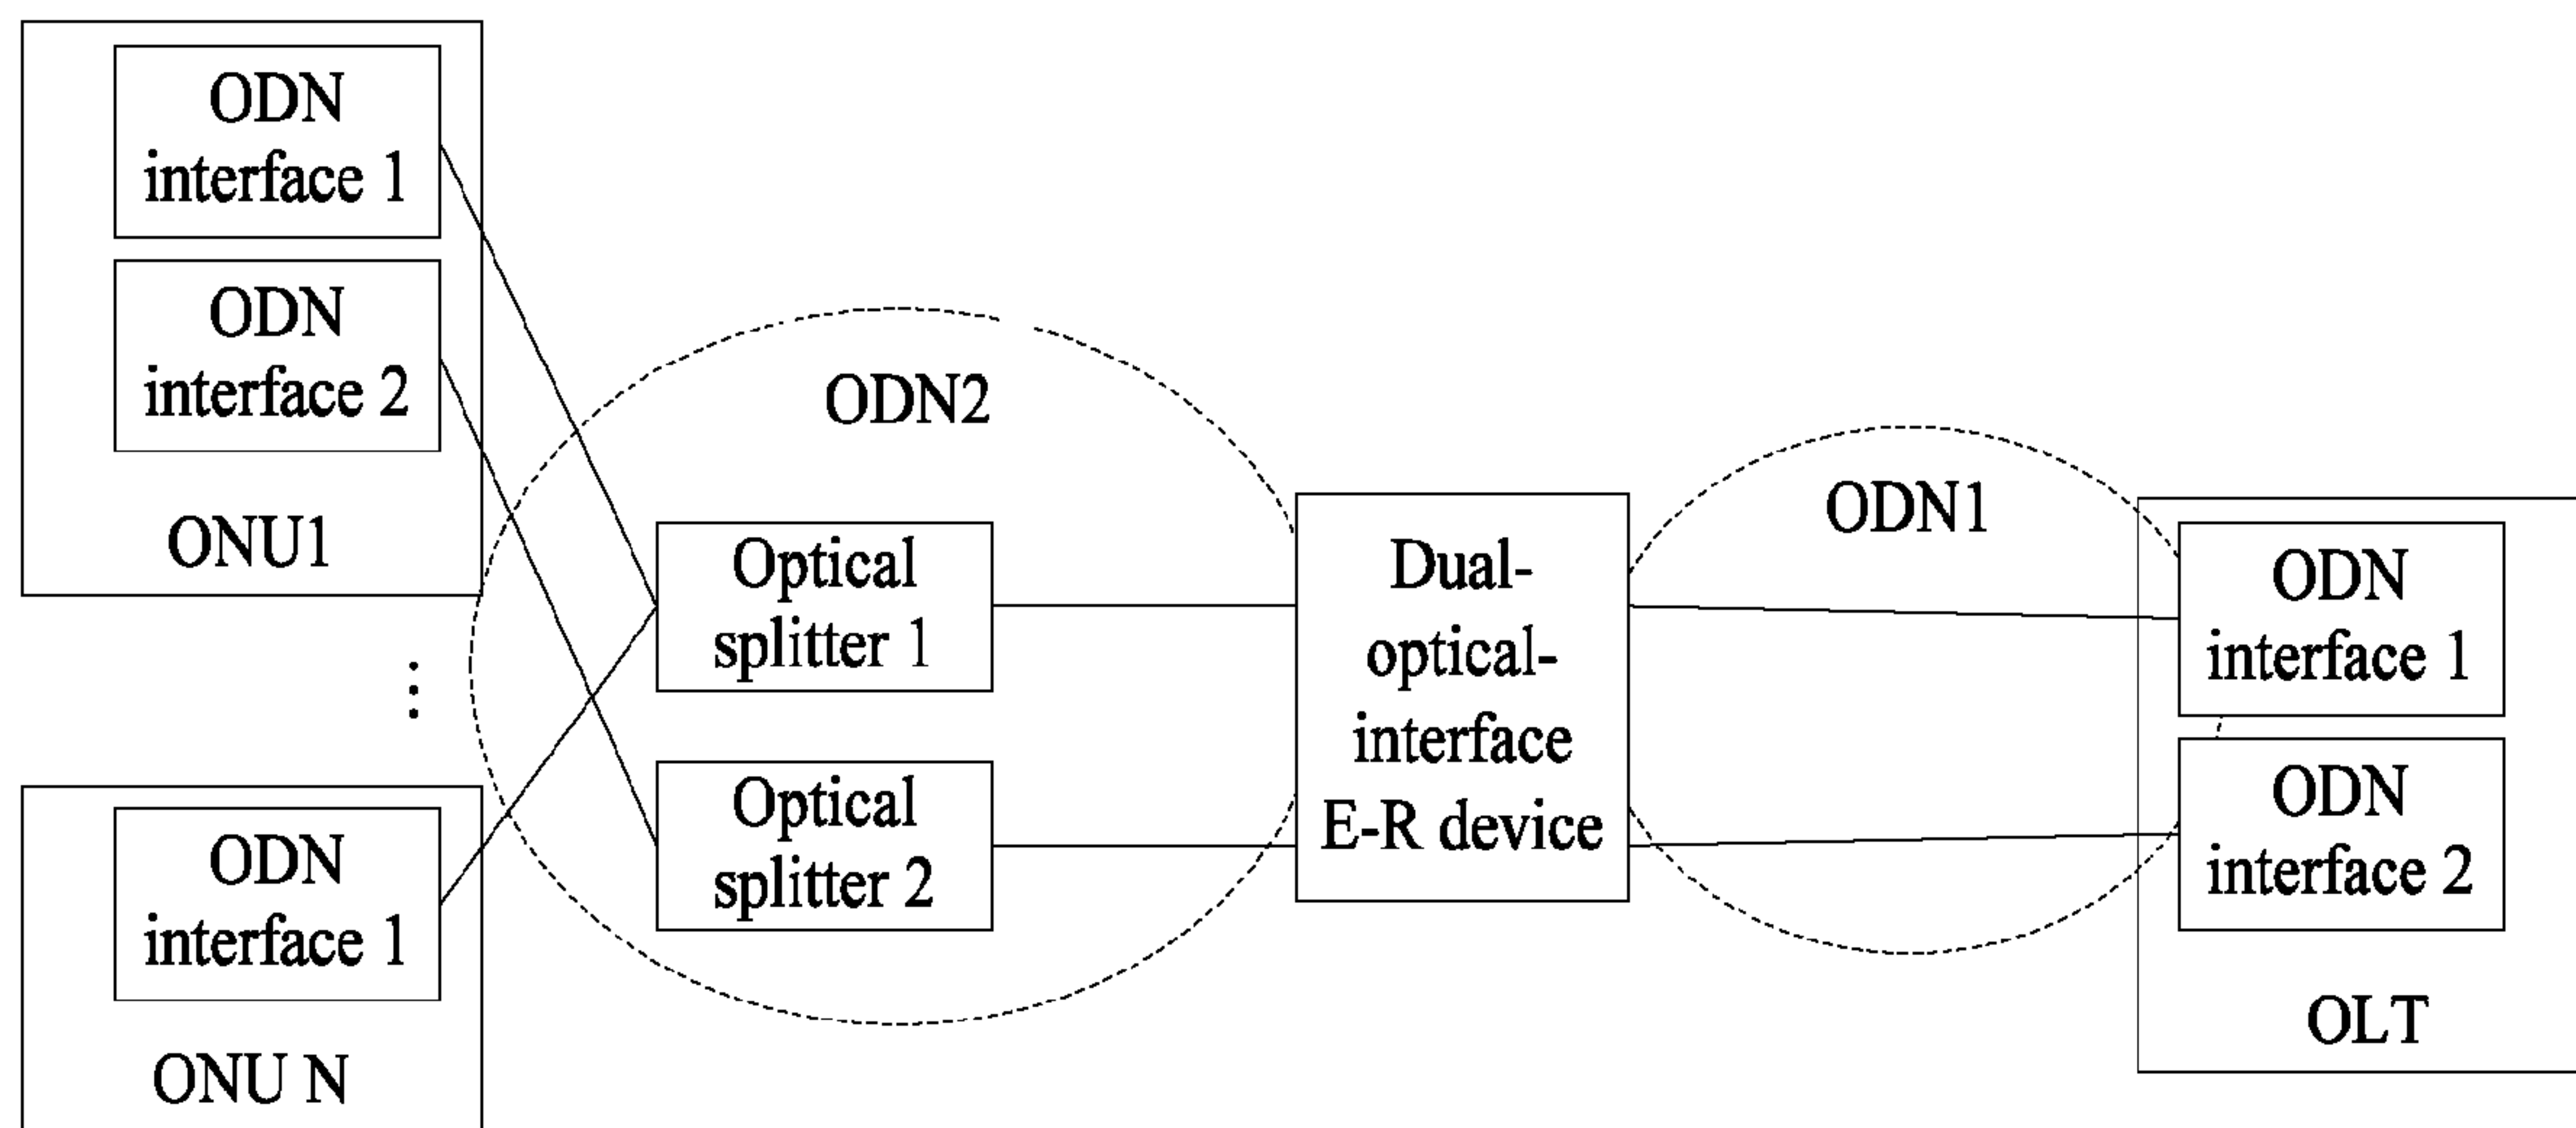 ODN
interface 1
ODN
interface 2
ONU1
ODN
interface 1
ONU N
ODN2
Optical
splitter 1
Optical
splitter 2
Dual-
optical-
interface
E-R device
ODN1
ODN
interface 1
ODN
interface 2
OLT